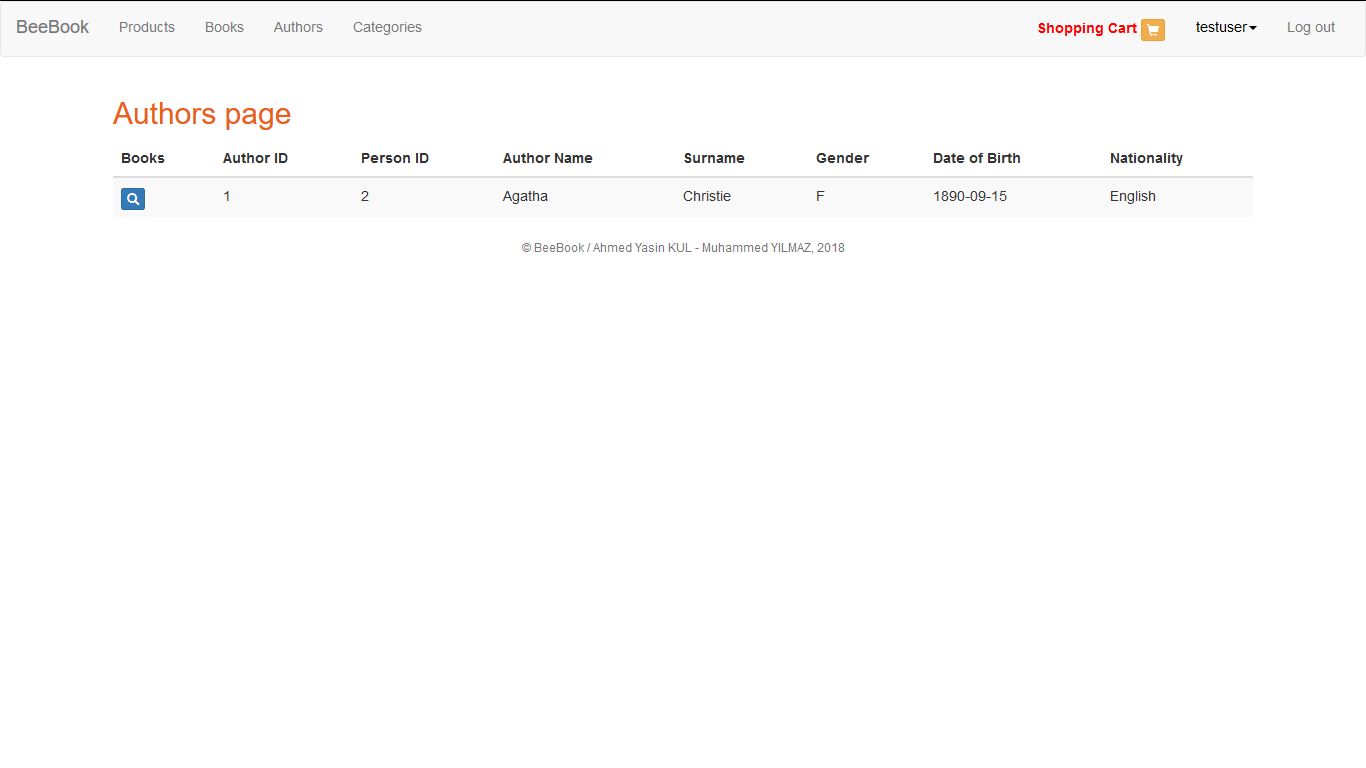 BeeBook Products Books Authors Categories Shopping Cart testuser Log out
Authors page
Books Author ID Person ID Author Name Surname Gender Date of Birth Nationality
1 2 Agatha Christie F 1890-09-15 English
© BeeBook / Ahmed Yasin KUL - Muhammed YILMAZ, 2018